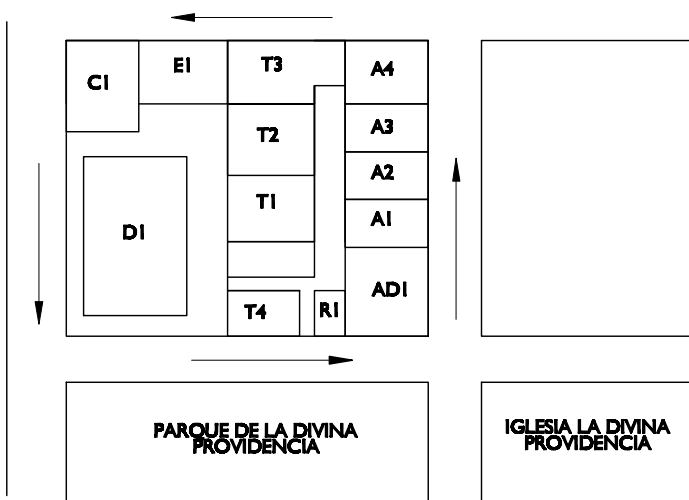 E1
T3
A4
C1
A3
T2
A2
T1
A1
D1
AD1
T4
R1
PARQUE DE LA DIVINA
PROVIDENCIA
IGLESIA LA DIVINA
PROVIDENCIA